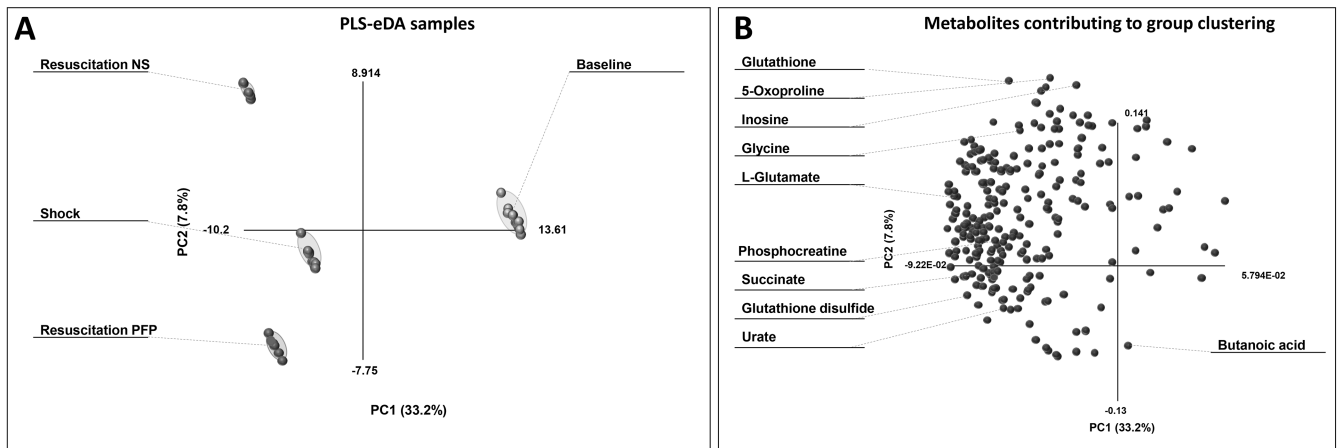 A
PLS-eDA samples
Resuscitation NS
8.914
Baseline
Shock
PC2 (7.8%)
-10.2
13.61
Resuscitation PFP
-7.75
PC1 (33.2%)
B
Metabolites contributing to group clustering
Glutathione
5-Oxoproline
Inosine
0.141
Glycine
L-Glutamate
PC2 (7.8%)
Phosphocreatine
-9.22E-02
5.794E-02
Succinate
Glutathione disulfide
Urate
Butanoic acid
-0.13
PC1 (33.2%)